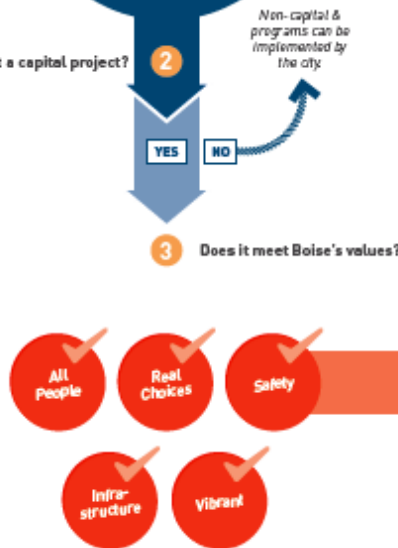 Non-capital &
programs can be
implemented by
the city.
a capital project?
2
YES
NO
3
Does it meet Boise's values?
All
People
Real
Choices
Safety
Infra-
structure
Vibrant